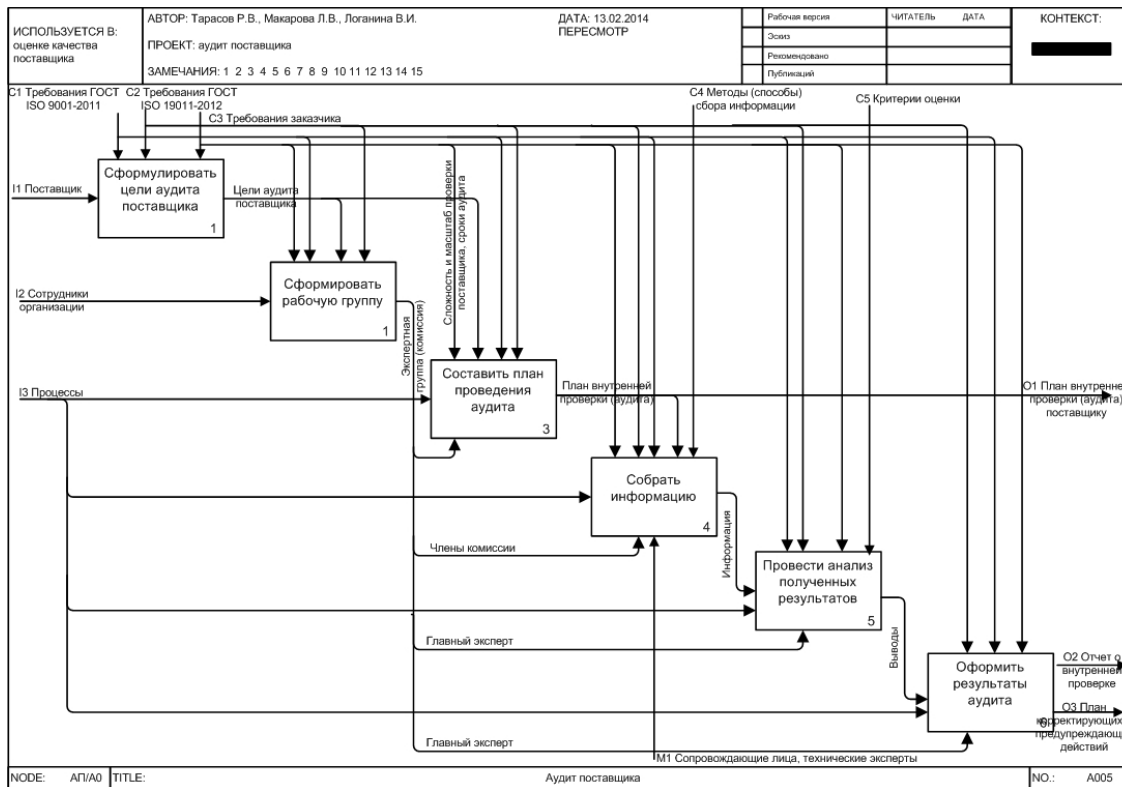 ИСПОЛЬЗУЕТСЯ В:
оценке качества
поставщика
АВТОР: Тарасов Р.В., Макарова Л.В., Логанина В.И.
ДАТА: 13.02.2014
ПЕРЕСМОТР
ПРОЕКТ: аудит поставщика
ЗАМЕЧАНИЯ: 1 2 3 4 5 6 7 8 9 10 11 12 13 14 15
Рабочая версия
Эскиз
Рекомендовано
Публикаций
ЧИТАТЕЛЬ ДАТА
КОНТЕКСТ:
C1 Требования ГОСТ
ISO 9001-2011
C2 Требования ГОСТ
ISO 19011-2012
C3 Требования заказчика
C4 Методы (способы)
сбора информации
C5 Критерии оценки
I1 Поставщик
Сформулировать
цели аудита
поставщика
1
Цели аудита
поставщика
I2 Сотрудники
организации
Сформировать
рабочую группу
1
Экспертная
группа (комиссия)
Сложность и масштаб проверки
поставщика, сроки аудита
I3 Процессы
Составить план
проведения
аудита
3
План внутренней
проверки (аудита)
O1 План внутренне
проверки (аудита)
поставщику
Собрать
информацию
4
Члены комиссии
Информация
Провести анализ
полученных
результатов
5
Главный эксперт
Выводы
Оформить
результаты
аудита
6
O2 Отчет о
внутренней
проверке
O3 План
корректирующих
предупреждающ
действий
Главный эксперт
M1 Сопровождающие лица, технические эксперты
NODE: АП/А0
TITLE:
Аудит поставщика
NO.: A005